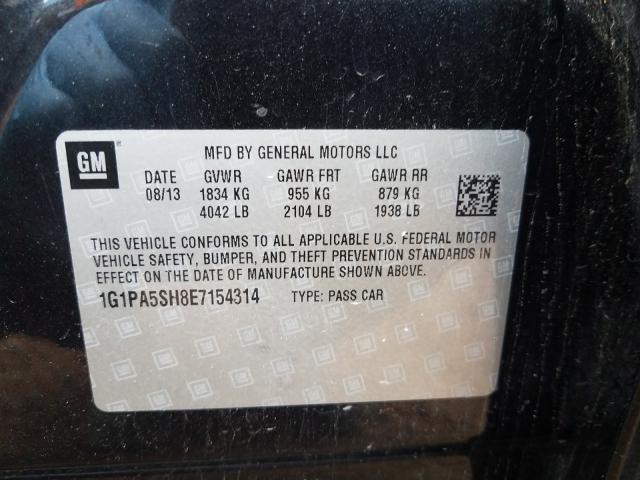 GM
MFD BY GENERAL MOTORS LLC
DATE GVWR GAWR FRT GAWR RR
08/13 1834 KG 955 KG 879 KG
4042 LB 2104 LB 1938 LB
THIS VEHICLE CONFORMS TO ALL APPLICABLE U.S. FEDERAL MOTOR
VEHICLE SAFETY, BUMPER, AND THEFT PREVENTION STANDARDS IN
EFFECT ON THE DATE OF MANUFACTURE SHOWN ABOVE.
1G1PA5SH8E7154314 TYPE: PASS CAR